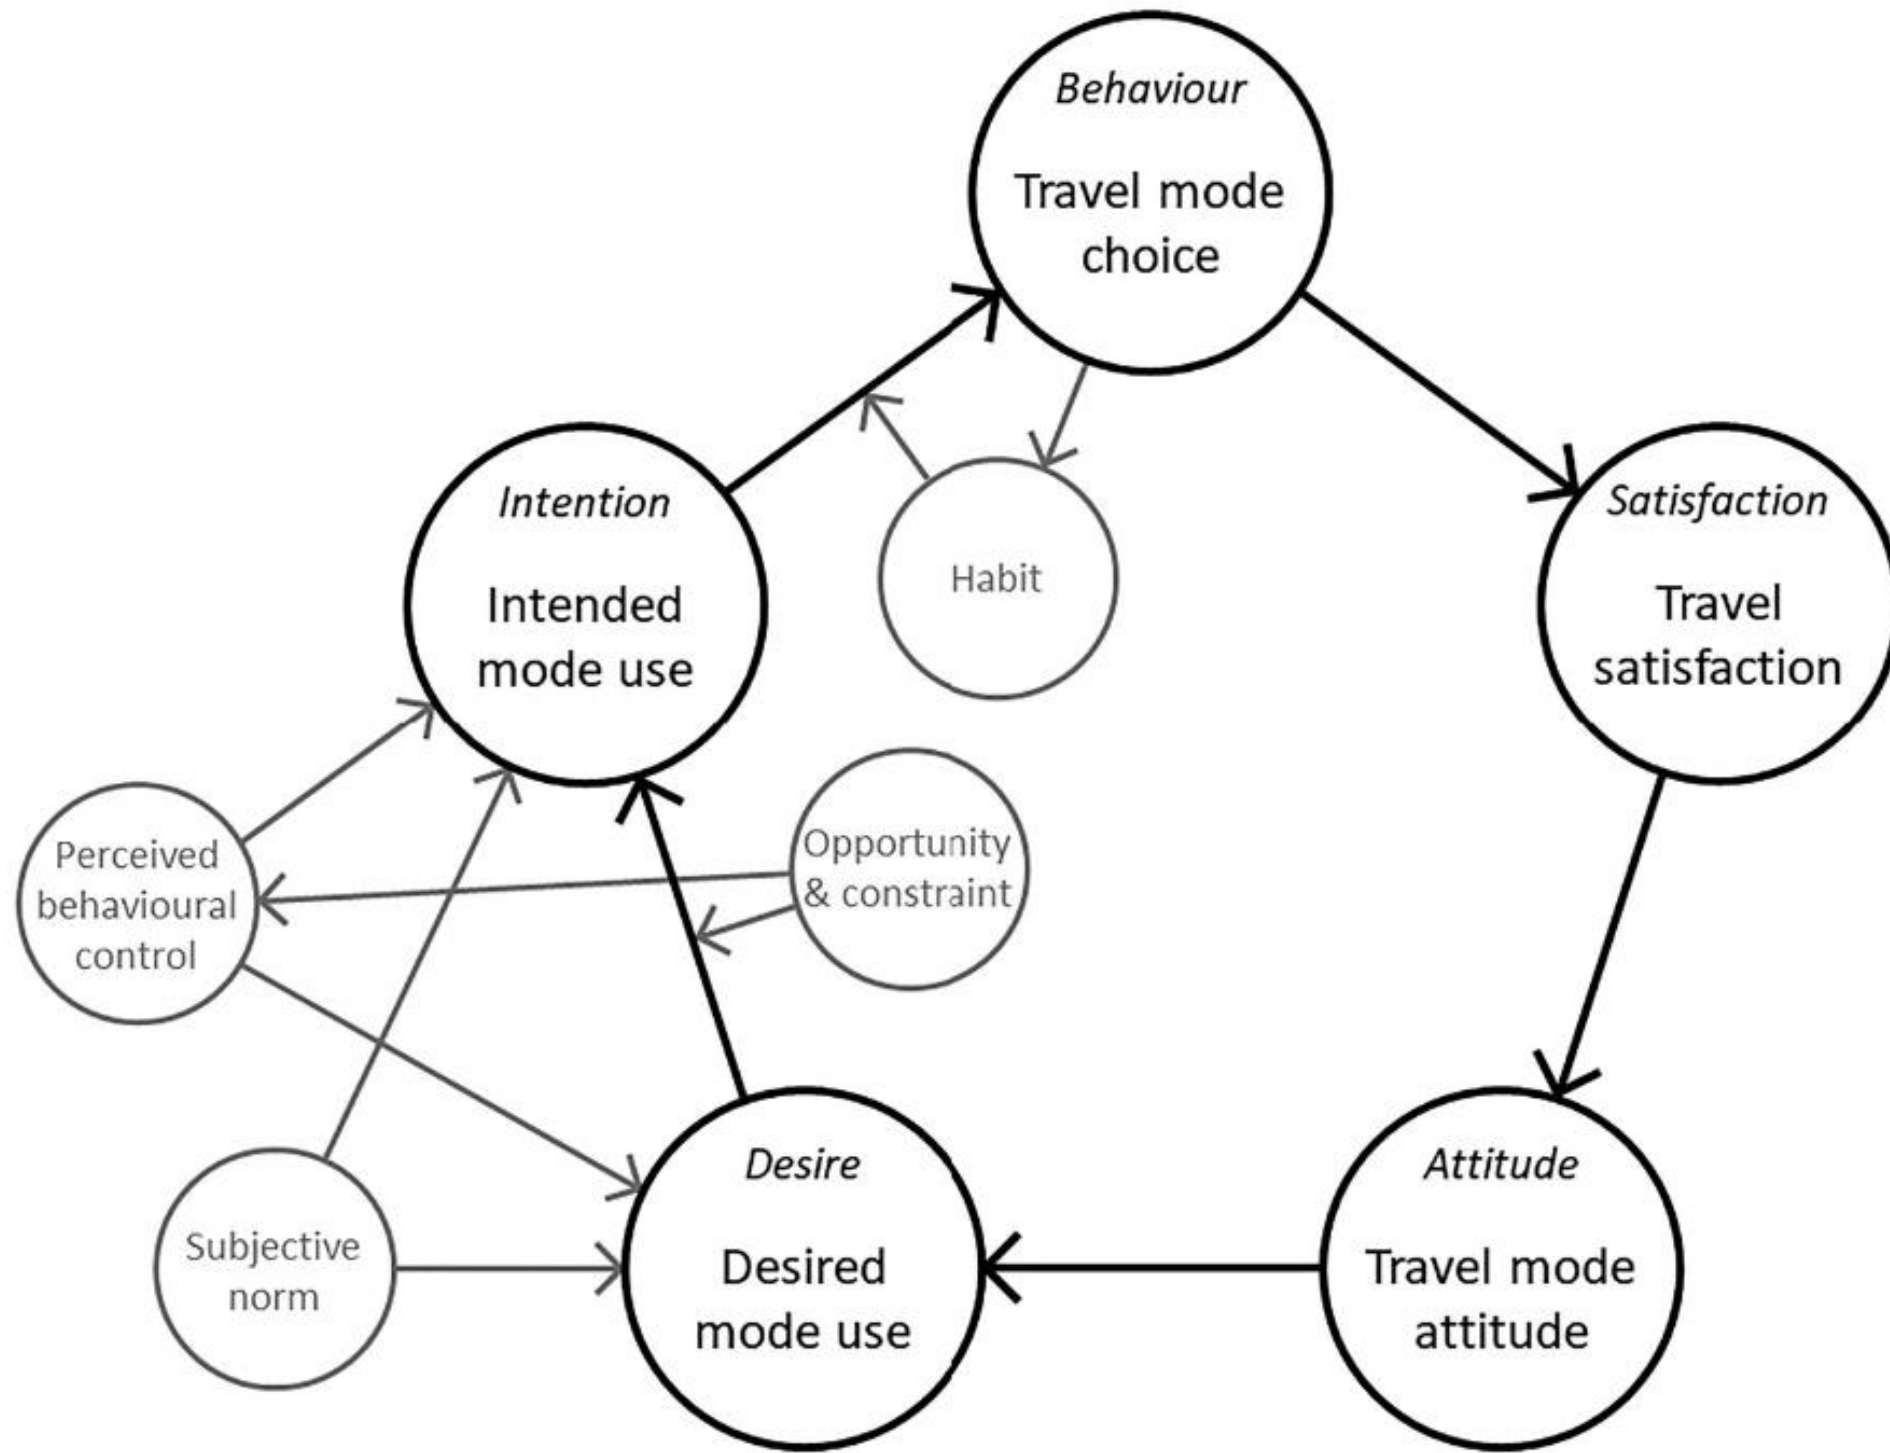 Behaviour
Travel mode
choice
Intention
Intended
mode use
Habit
Satisfaction
Travel
satisfaction
Perceived
behavioural
control
Opportunity
& constraint
Subjective
norm
Desire
Desired
mode use
Attitude
Travel mode
attitude